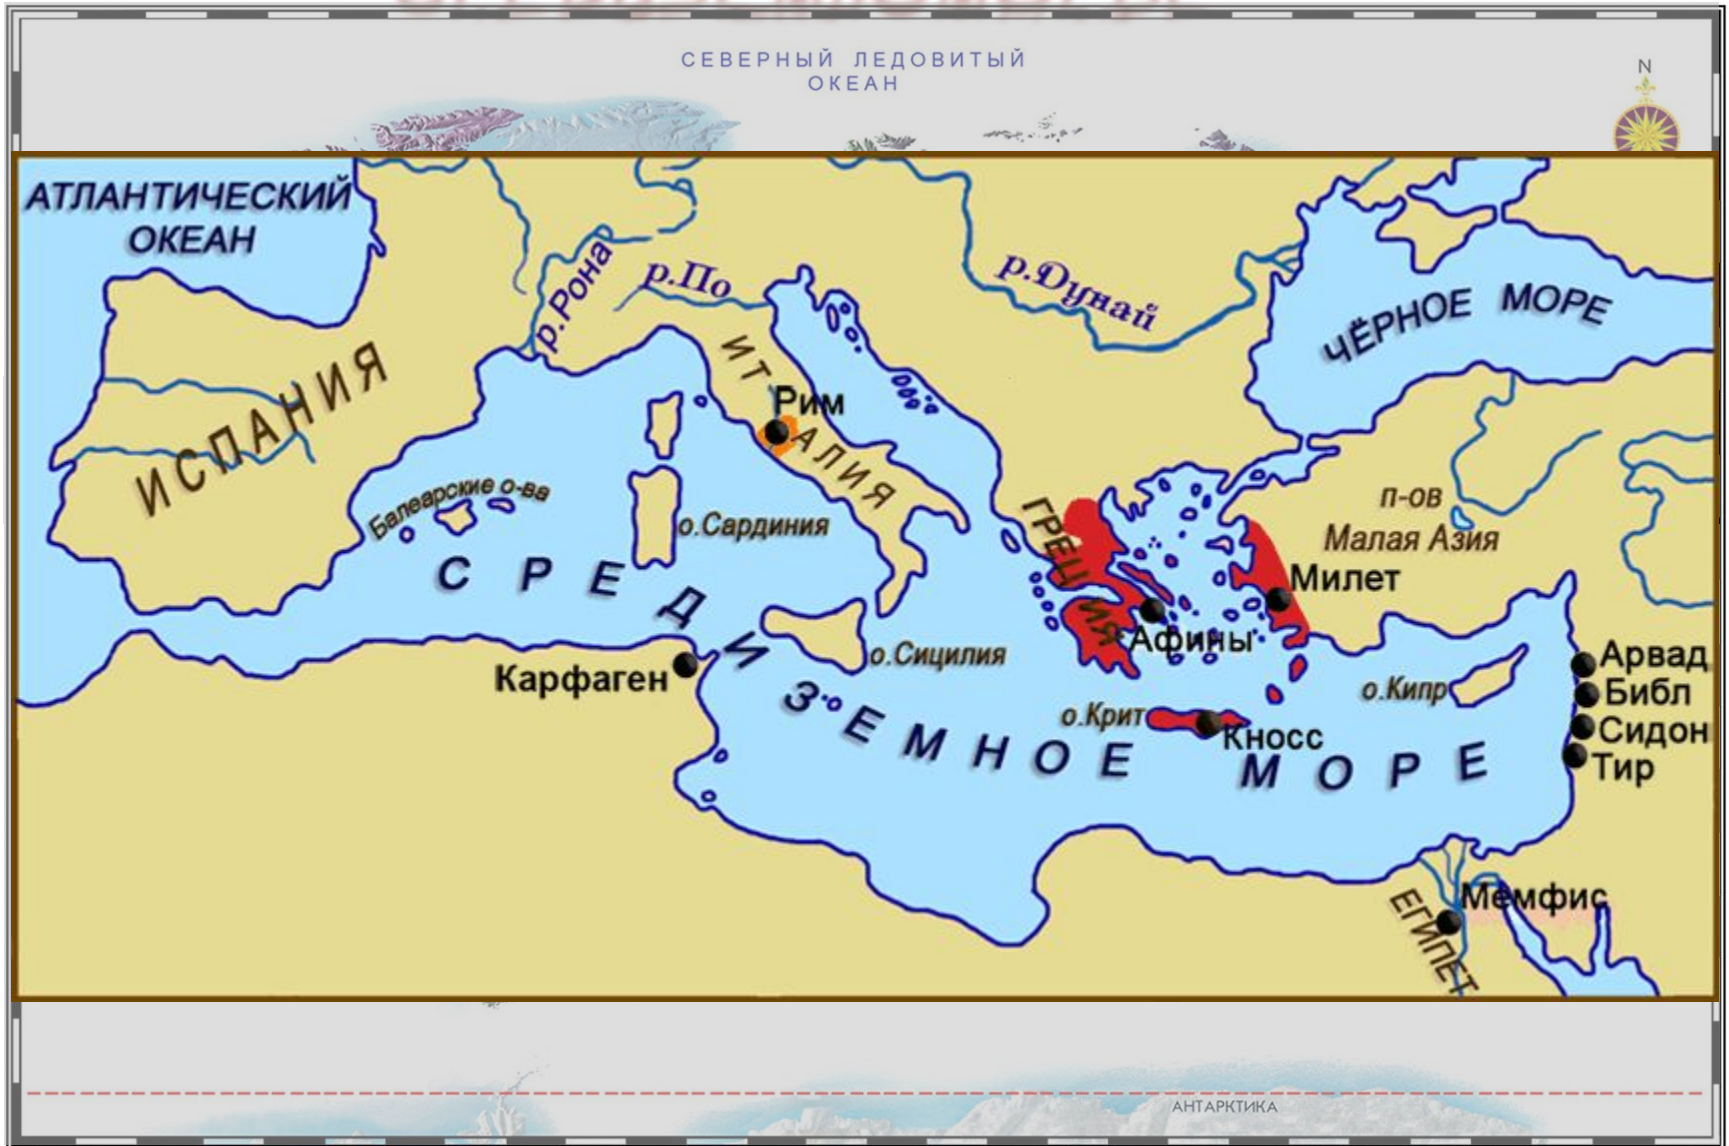 СЕВЕРНЫЙ ЛЕДОВИТЫЙ
ОКЕАН
N
АТЛАНТИЧЕСКИЙ
ОКЕАН
р.Рона
р.По
р.Дунай
ЧЁРНОЕ МОРЕ
ИСПАНИЯ
ИТАЛИЯ
Рим
Балеарские о-ва
о.Сардиния
ГРЕЦИЯ
п-ов
Малая Азия
Милет
Афины
СРЕДИЗЕМНОЕ МОРЕ
Карфаген
о.Сицилия
о.Крит
Кносс
о.Кипр
Арвад
Библ
Сидон
Тир
Мемфис
ЕГИПЕТ
АНТАРКТИКА